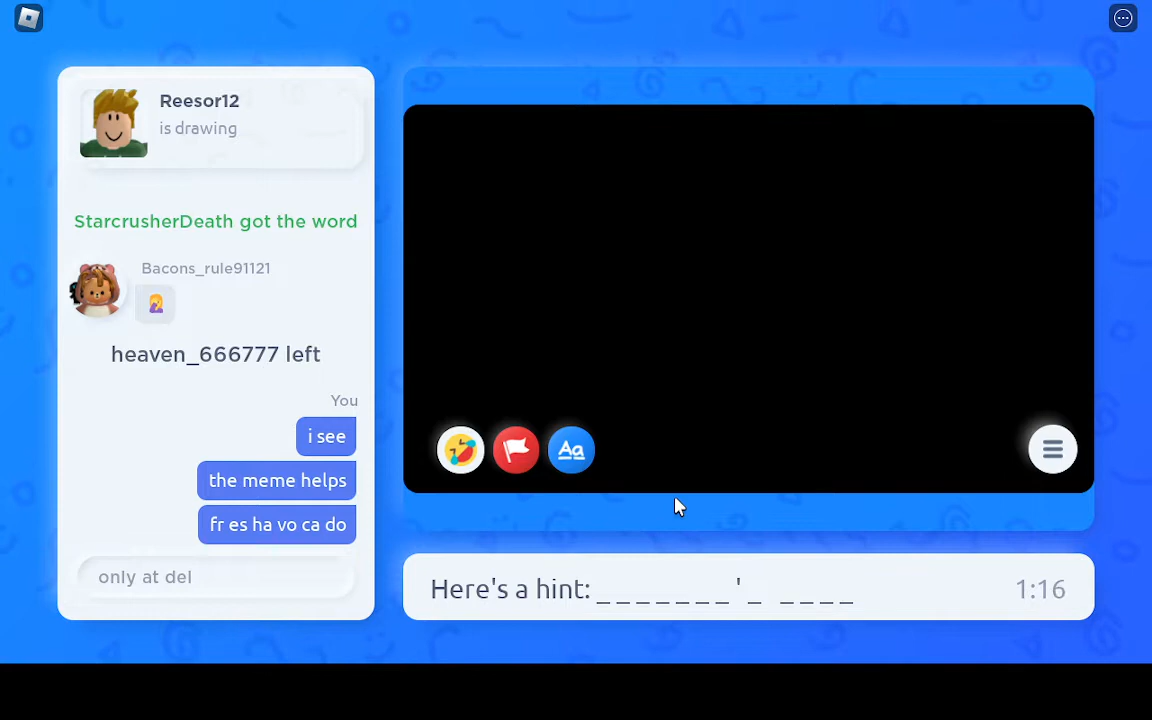 Reesor12
is drawing
StarcrusherDeath got the word
Bacons_rule91121
heaven_666777 left
You
i see
the meme helps
fr es ha vo ca do
only at del
Aa
Here's a hint: _ _ _ _ _ _ _ ' _  _ _ _ _
1:16